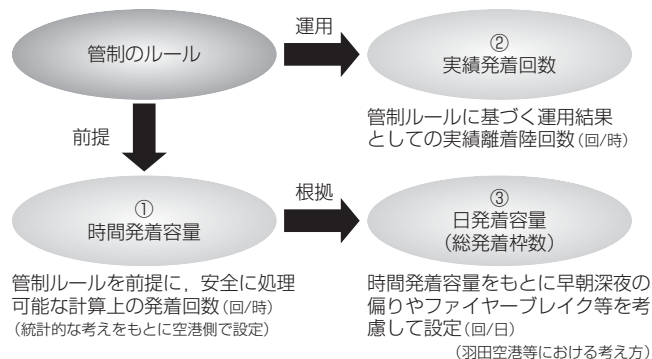 管制のルール
運用
②
実績発着回数
管制ルールに基づく運用結果
としての実績離着陸回数(回/時)
前提
①
時間発着容量
根拠
③
日発着容量
(総発着枠数)
管制ルールを前提に，安全に処理
可能な計算上の発着回数(回/時)
(統計的な考えをもとに空港側で設定)
時間発着容量をもとに早朝深夜の
偏りやファイヤーブレイク等を考
慮して設定(回/日)
(羽田空港等における考え方)